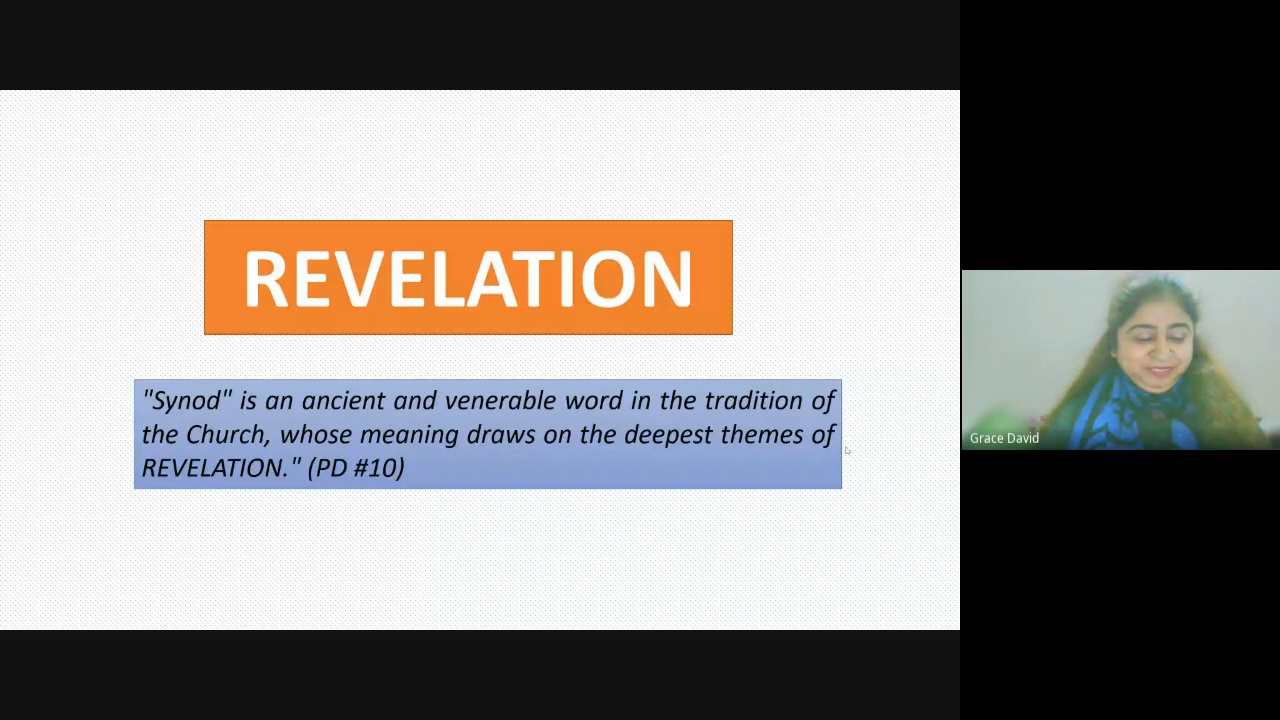 REVELATION
"Synod" is an ancient and venerable word in the tradition of
the Church, whose meaning draws on the deepest themes of
REVELATION." (PD #10)
Grace David